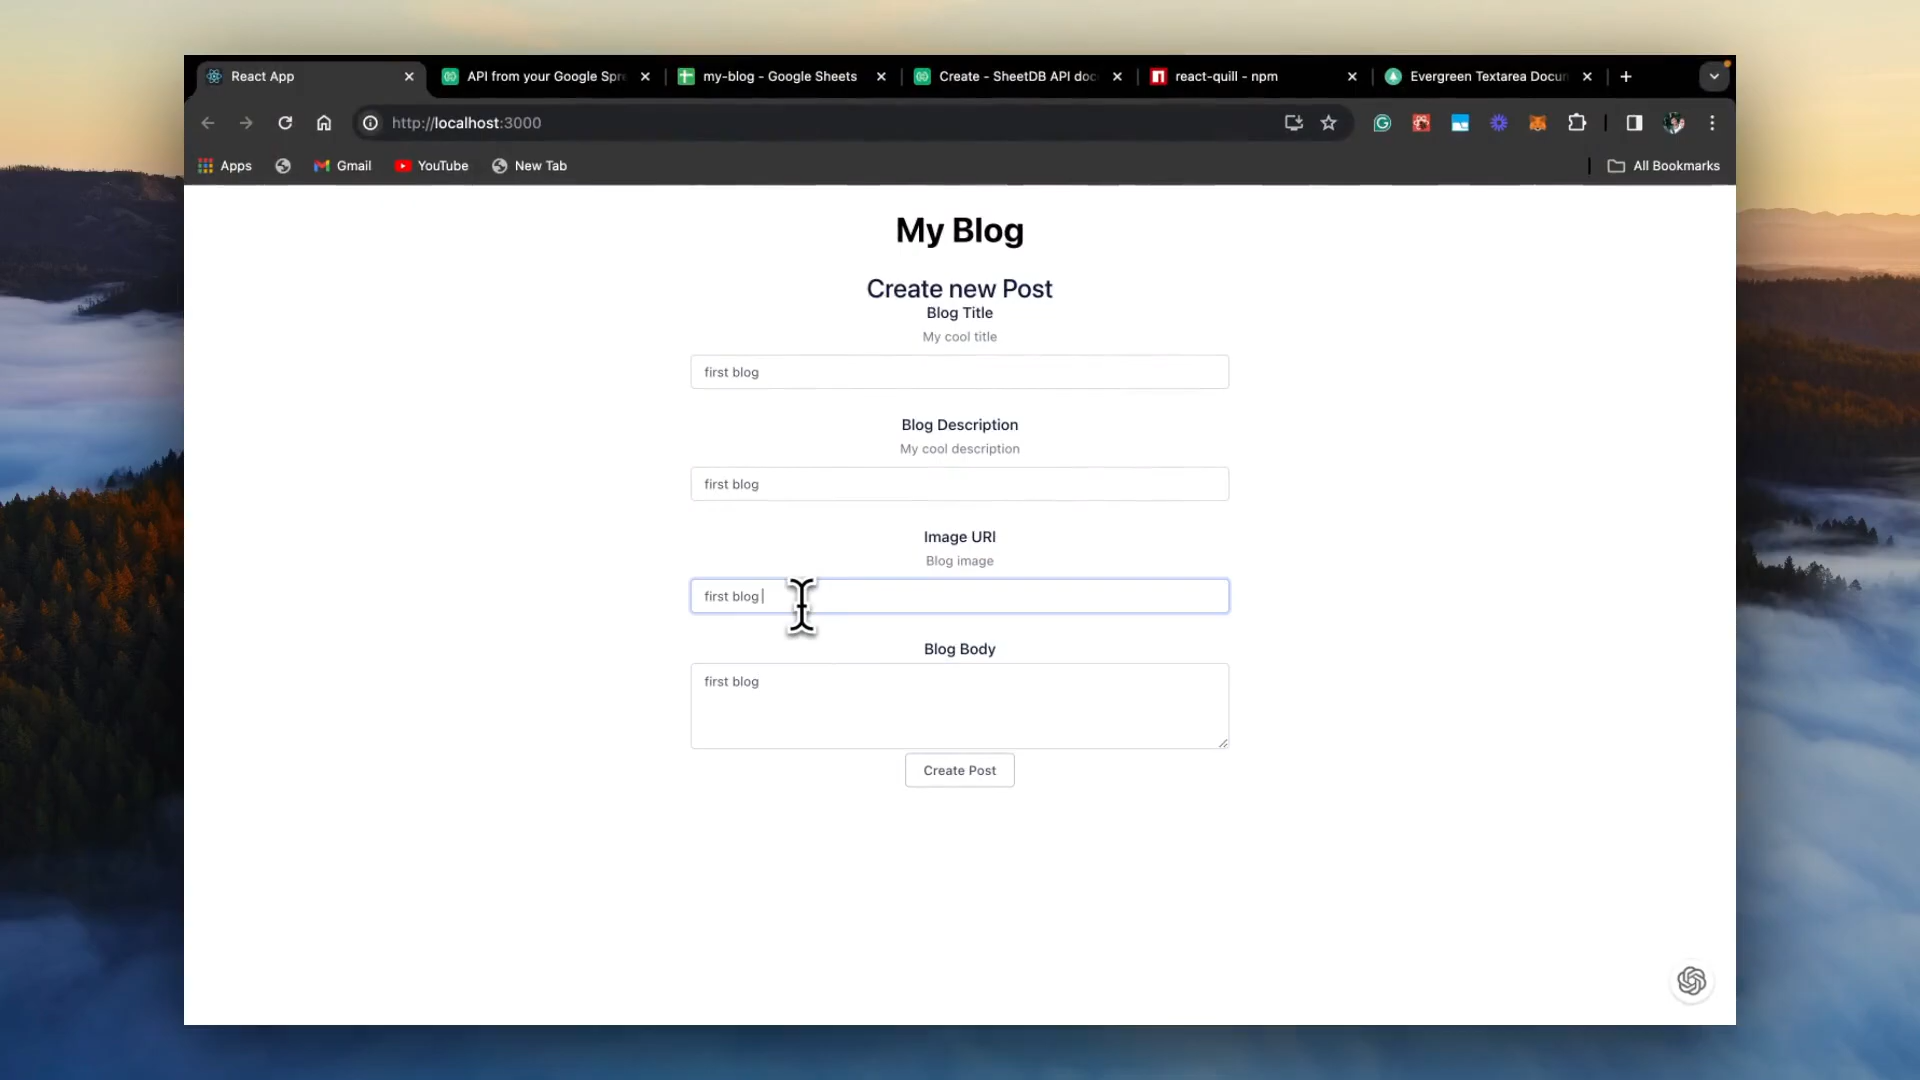 React App
API from your Google Spre
my-blog - Google Sheets
Create - SheetDB API doc
react-quill - npm
Evergreen Textarea Docun
http://localhost:3000
Apps
Gmail
YouTube
New Tab
All Bookmarks
My Blog
Create new Post
Blog Title
My cool title
first blog
Blog Description
My cool description
first blog
Image URI
Blog image
first blog
Blog Body
first blog
Create Post